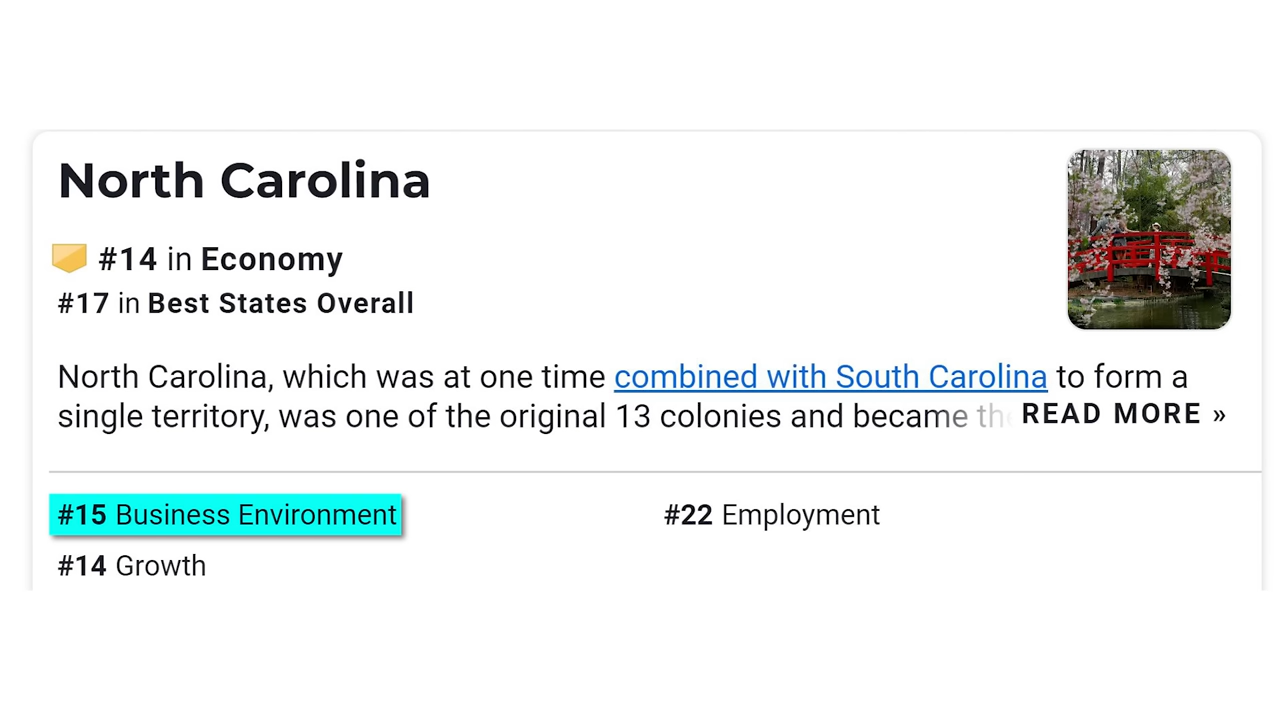 North Carolina
#14 in Economy
#17 in Best States Overall
North Carolina, which was at one time combined with South Carolina to form a
single territory, was one of the original 13 colonies and became READ MORE »
#15 Business Environment
#22 Employment
#14 Growth